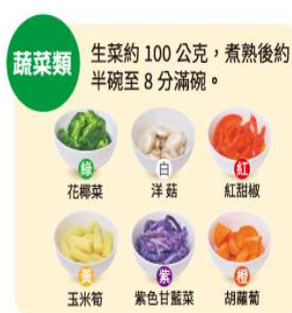 蔬菜類
生菜約 100 公克，煮熟後約
半碗至 8 分滿碗。
綠 白 紅
花椰菜 洋菇 紅甜椒
黃 紫 橙
玉米筍 紫色甘藍菜 胡蘿蔔